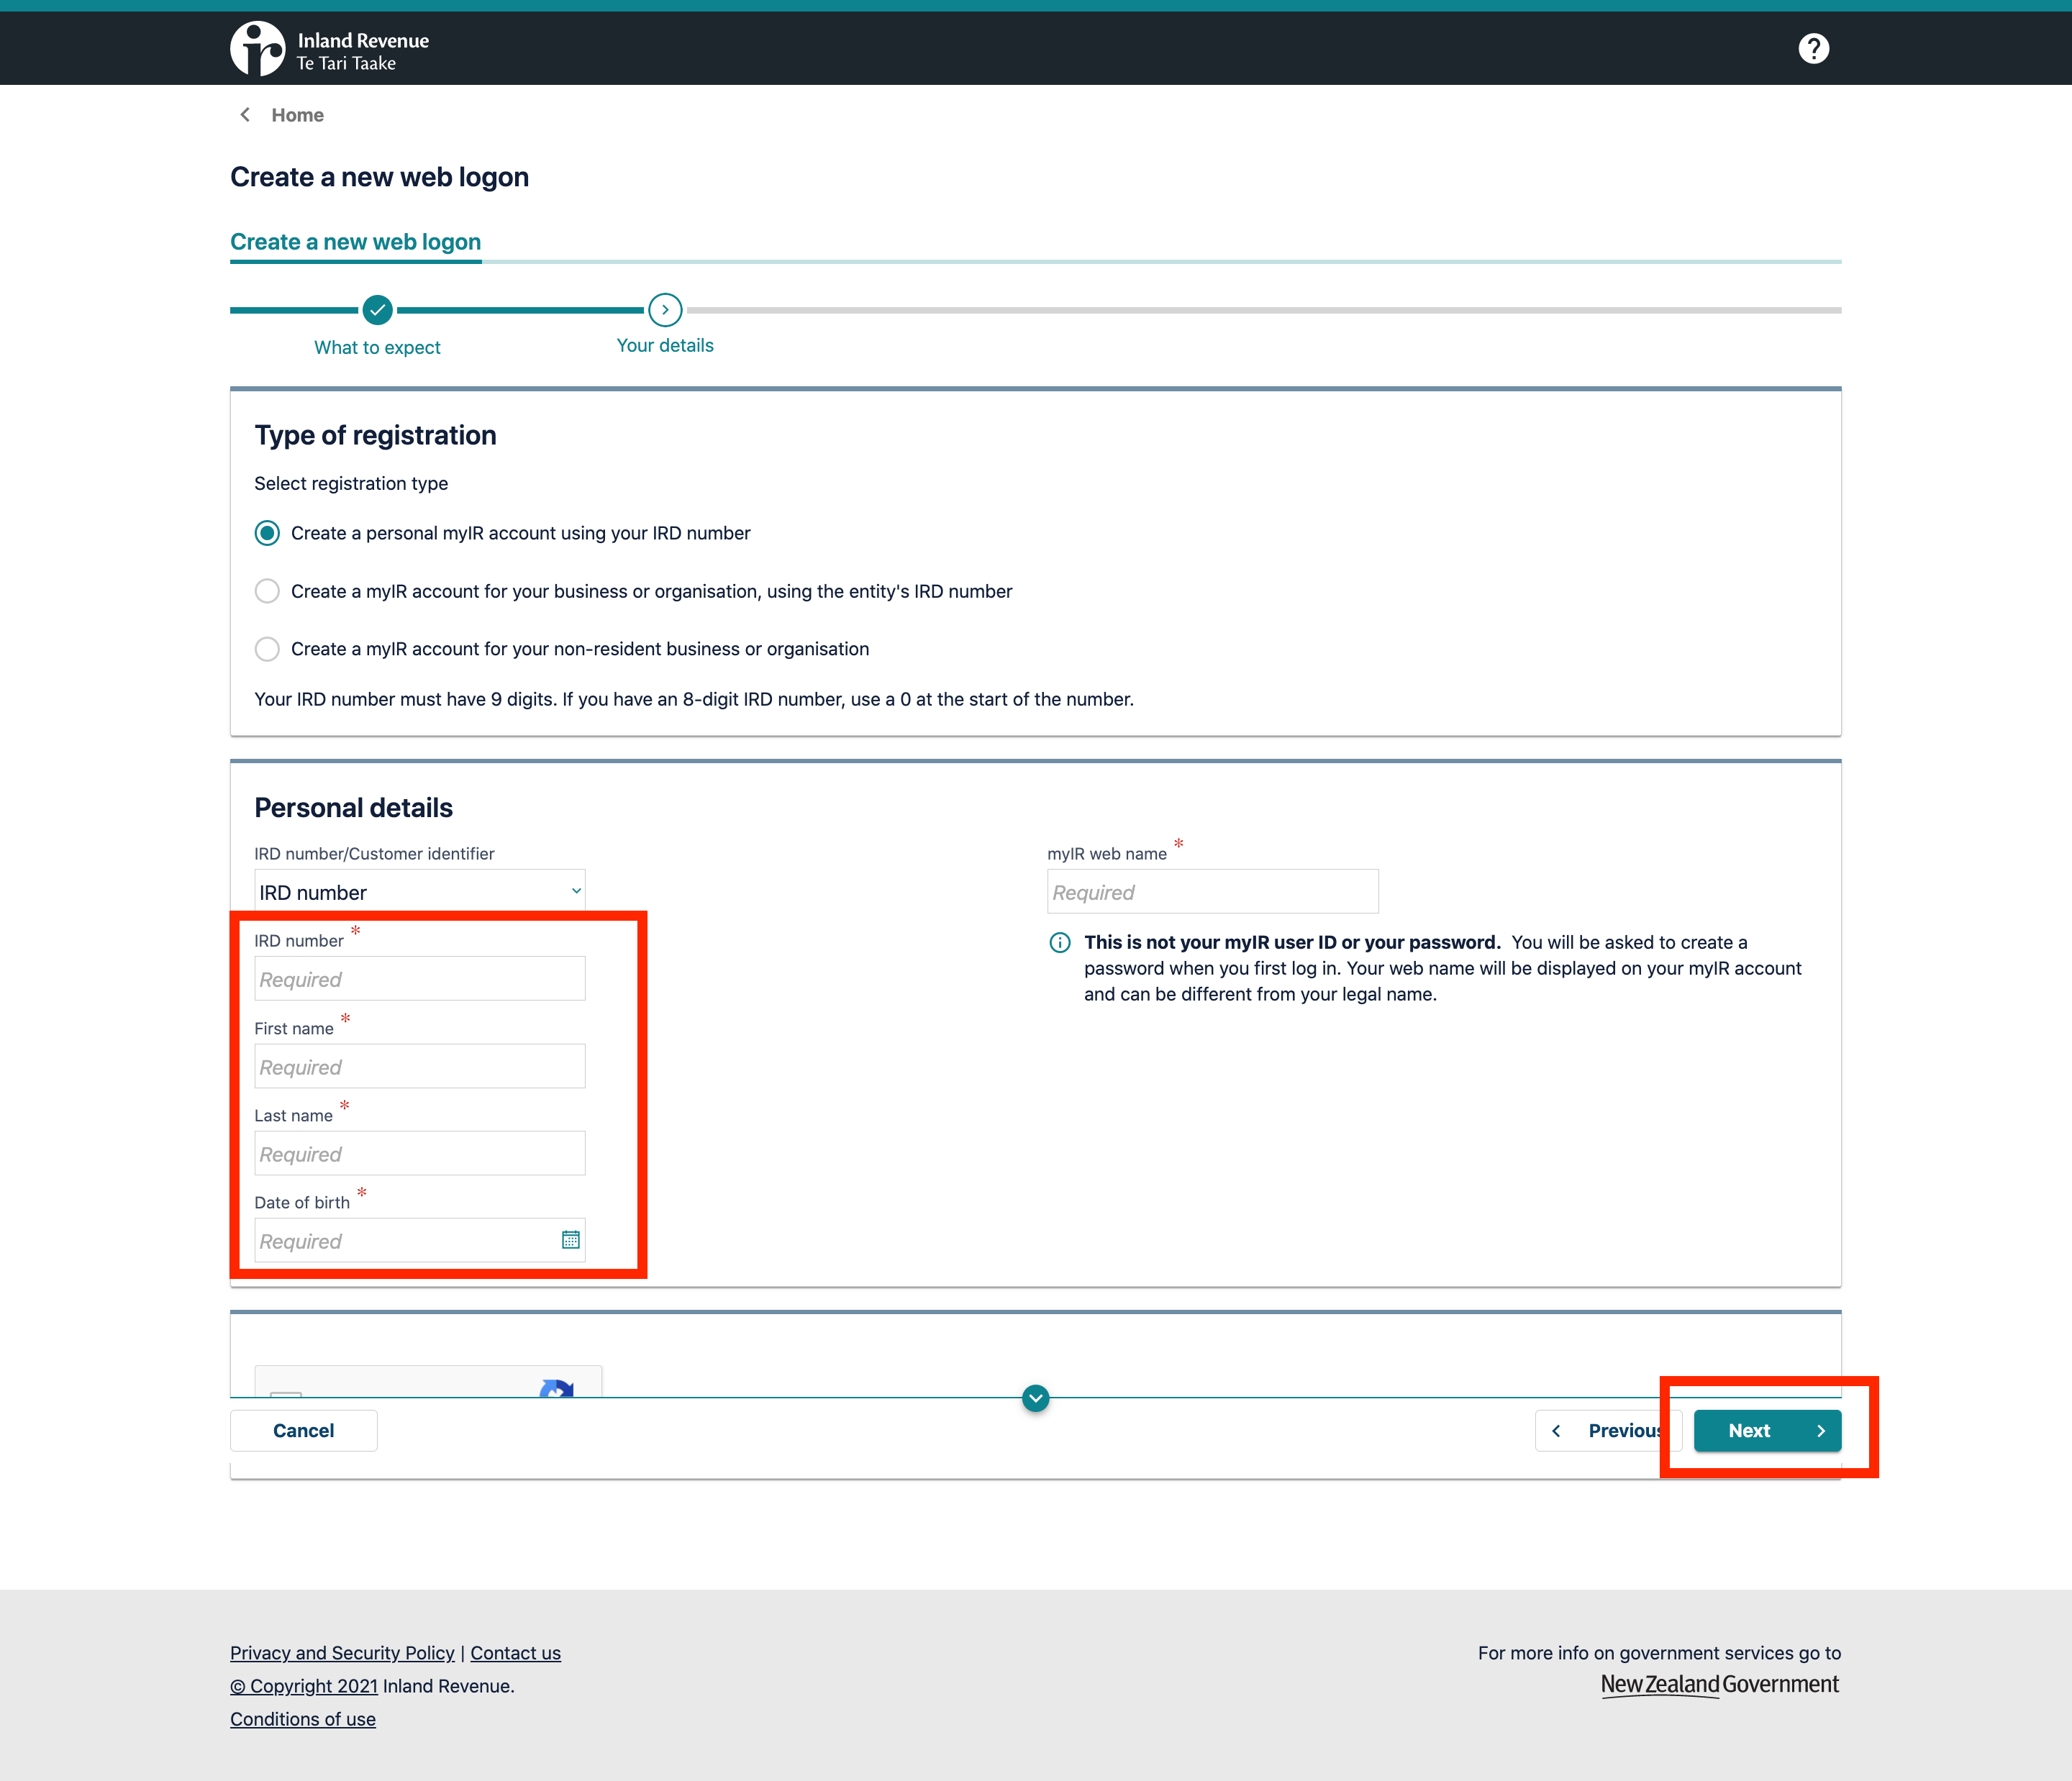 Inland Revenue
Te Tari Taake
?
Home
Create a new web logon
Create a new web logon
What to expect
Your details
Type of registration
Select registration type
Create a personal myIR account using your IRD number
Create a myIR account for your business or organisation, using the entity's IRD number
Create a myIR account for your non-resident business or organisation
Your IRD number must have 9 digits. If you have an 8-digit IRD number, use a 0 at the start of the number.
Personal details
IRD number/Customer identifier
IRD number
IRD number *
Required
First name *
Required
Last name *
Required
Date of birth *
Required
myIR web name *
Required
This is not your myIR user ID or your password. You will be asked to create a
password when you first log in. Your web name will be displayed on your myIR account
and can be different from your legal name.
Cancel
Previous
Next
Privacy and Security Policy | Contact us
© Copyright 2021 Inland Revenue.
Conditions of use
For more info on government services go to
New Zealand Government